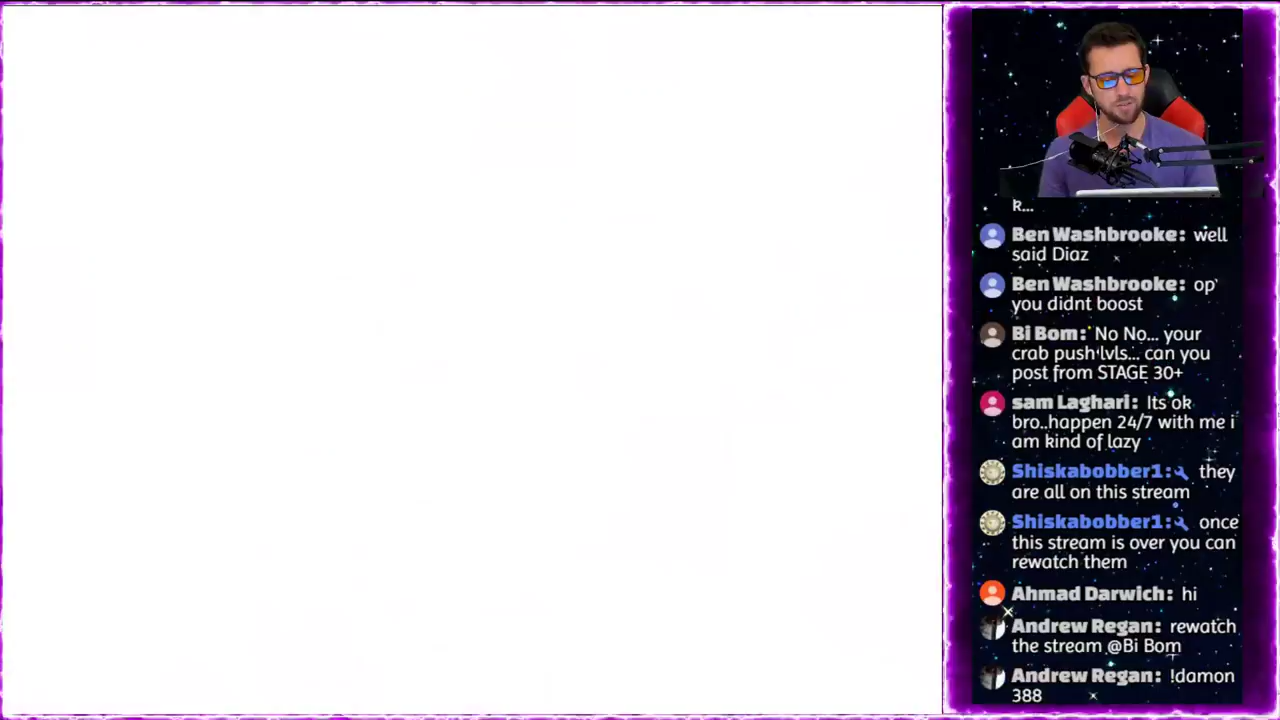 k...
Ben Washbrooke: well
said Diaz
Ben Washbrooke: op
you didnt boost
Bi Bom: No No... your
crab push lvls... can you
post from STAGE 30+
sam Laghari: Its ok
bro..happen 24/7 with me i
am kind of lazy
Shiskabobber1: they
are all on this stream
Shiskabobber1: once
this stream is over you can
rewatch them
Ahmad Darwich: hi
Andrew Regan: rewatch
the stream @Bi Bom
Andrew Regan: !damon
388